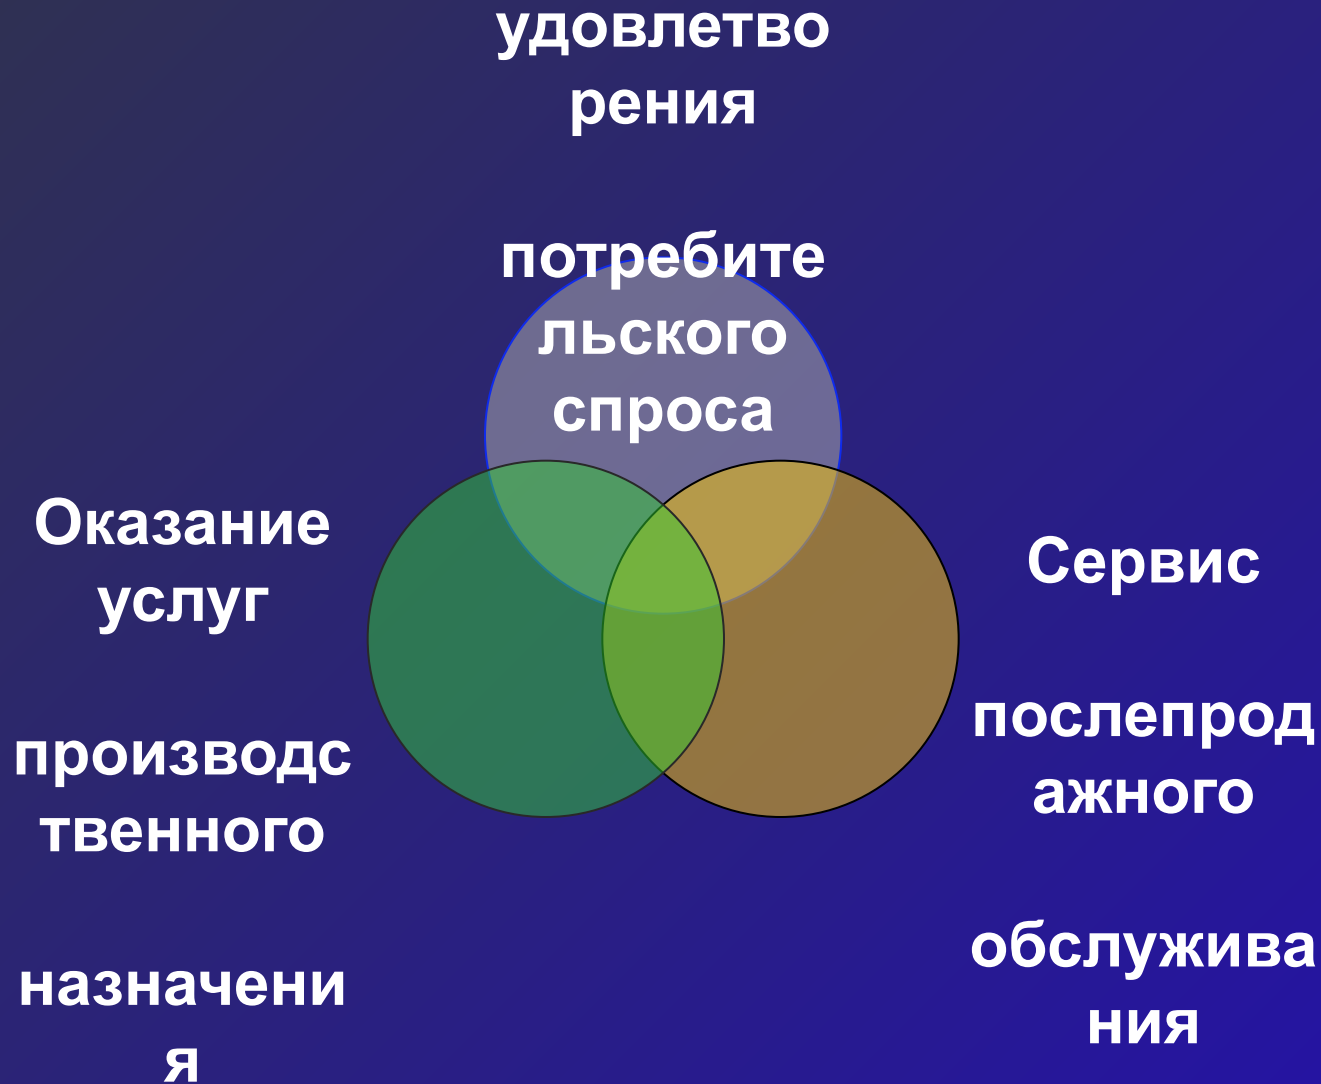 удовлетво
рения
потребите
льского
спроса
Оказание
услуг
производс
твенного
назначени
я
Сервис
послепрод
ажного
обслужива
ния